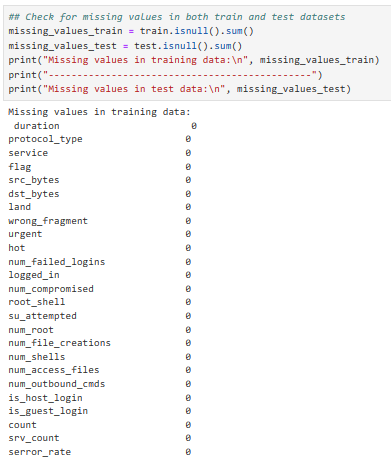 ## Check for missing values in both train and test datasets
missing_values_train = train.isnull().sum()
missing_values_test = test.isnull().sum()
print("Missing values in training data:\n", missing_values_train)
print("------------------------------------------")
print("Missing values in test data:\n", missing_values_test)
Missing values in training data:
 duration                       0
protocol_type                  0
service                        0
flag                           0
src_bytes                      0
dst_bytes                      0
land                           0
wrong_fragment                 0
urgent                         0
hot                            0
num_failed_logins              0
logged_in                      0
num_compromised                0
root_shell                     0
su_attempted                   0
num_root                       0
num_file_creations             0
num_shells                     0
num_access_files               0
num_outbound_cmds              0
is_host_login                  0
is_guest_login                 0
count                          0
srv_count                      0
serror_rate                    0